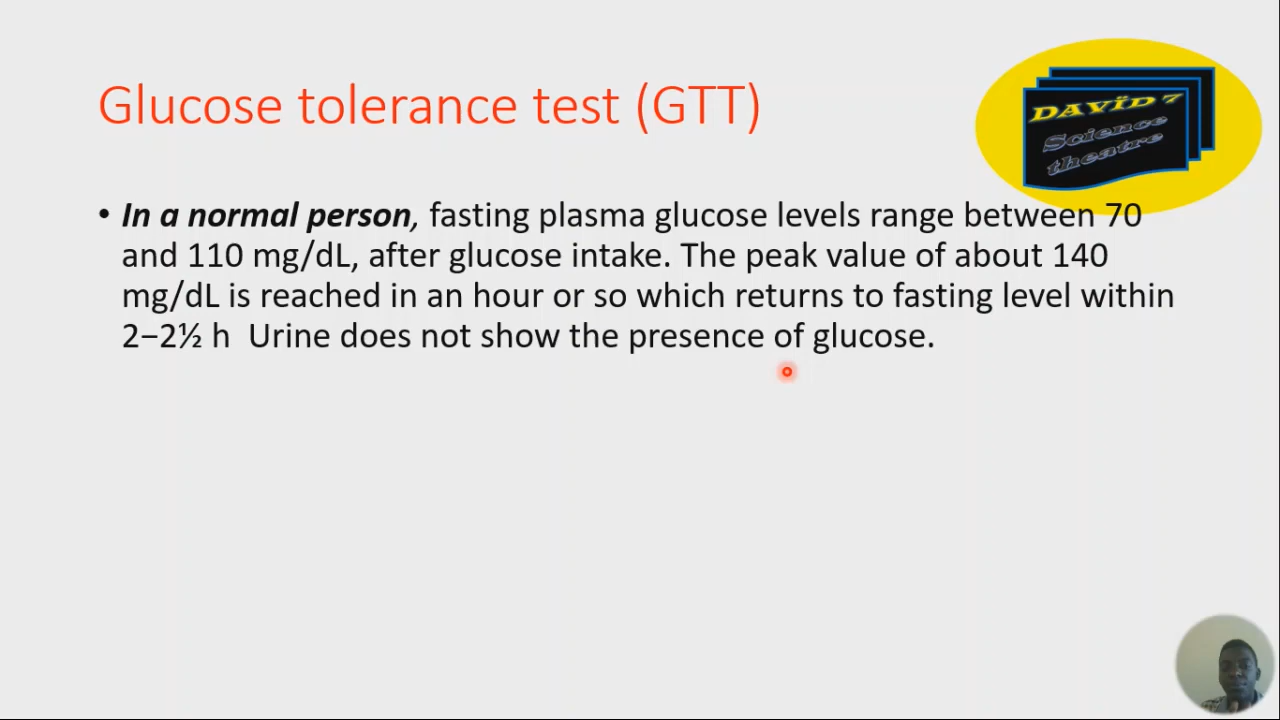 Glucose tolerance test (GTT)
DAVÏD 7
Science
theatre
• In a normal person, fasting plasma glucose levels range between 70
and 110 mg/dL, after glucose intake. The peak value of about 140
mg/dL is reached in an hour or so which returns to fasting level within
2–2½ h  Urine does not show the presence of glucose.